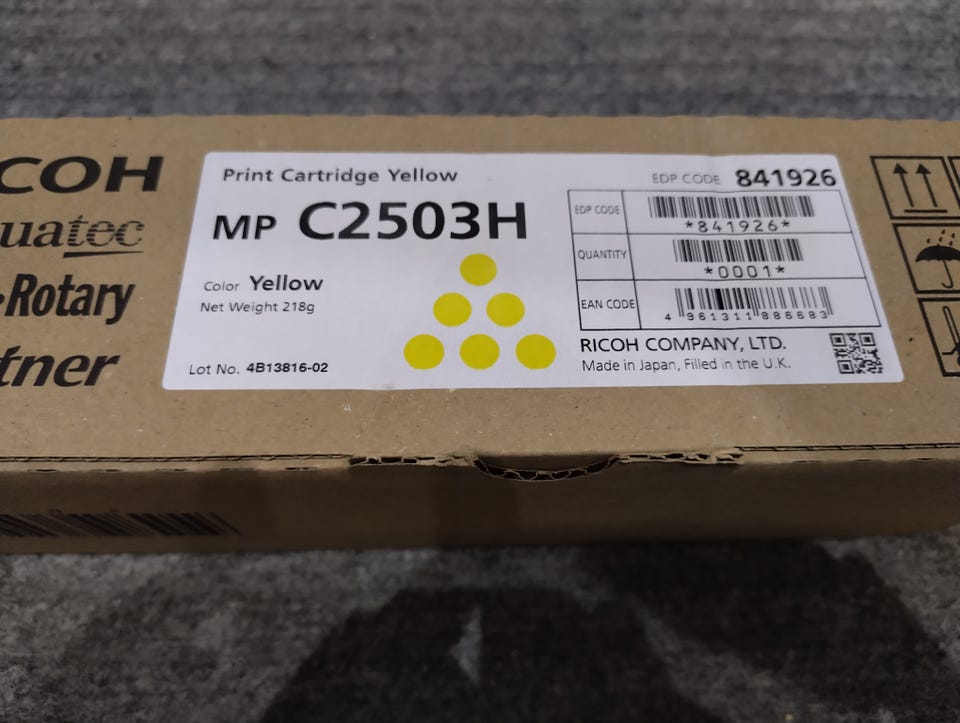 COH
uatec
Rotary
tner
Print Cartridge Yellow
MP C2503H
Color Yellow
Net Weight 218g
Lot No. 4B13816-02
EDP CODE 841926
EDP CODE
*841926*
QUANTITY
*0001*
EAN CODE
4 961311 886683
RICOH COMPANY, LTD.
Made in Japan, Filled in the U.K.